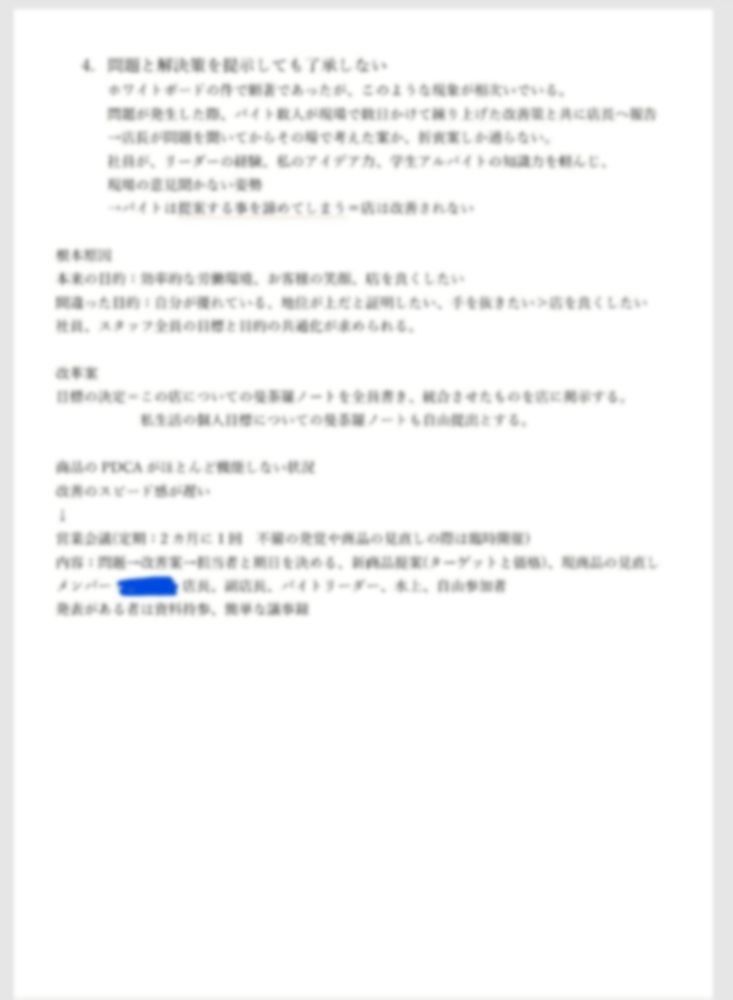 4. 問題と解決策を提示しても了承しない
ホワイトボードの件で顕著であったが、このような現象が相次いでいる。
問題が発生した際、バイト数人が現場で数日かけて練り上げた改善策と共に店長へ報告
→店長が問題を聞いてからその場で考えた案か、折衷案しか通らない。
社員が、リーダーの経験、私のアイデア力、学生アルバイトの知識力を軽んじ、
現場の意見聞かない姿勢
→バイトは提案する事を諦めてしまう＝店は改善されない
根本原因
本来の目的：効率的な労働環境、お客様の笑顔、店を良くしたい
間違った目的：自分が優れている、地位が上だと証明したい、手を抜きたい＞店を良くしたい
社員、スタッフ全員の目標と目的の共通化が求められる。
改革案
目標の決定＝この店についての曼荼羅ノートを全員書き、統合させたものを店に掲示する。
私生活の個人目標についての曼荼羅ノートも自由提出とする。
商品の PDCA がほとんど機能しない状況
改善のスピード感が遅い
↓
営業会議(定期：2 カ月に 1 回　不備の発覚や商品の見直しの際は臨時開催)
内容：問題→改善案→担当者と期日を決める、新商品提案(ターゲットと価格)、現商品の見直し
メンバー 店長、副店長、バイトリーダー、水上、自由参加者
発表がある者は資料持参、簡単な議事録